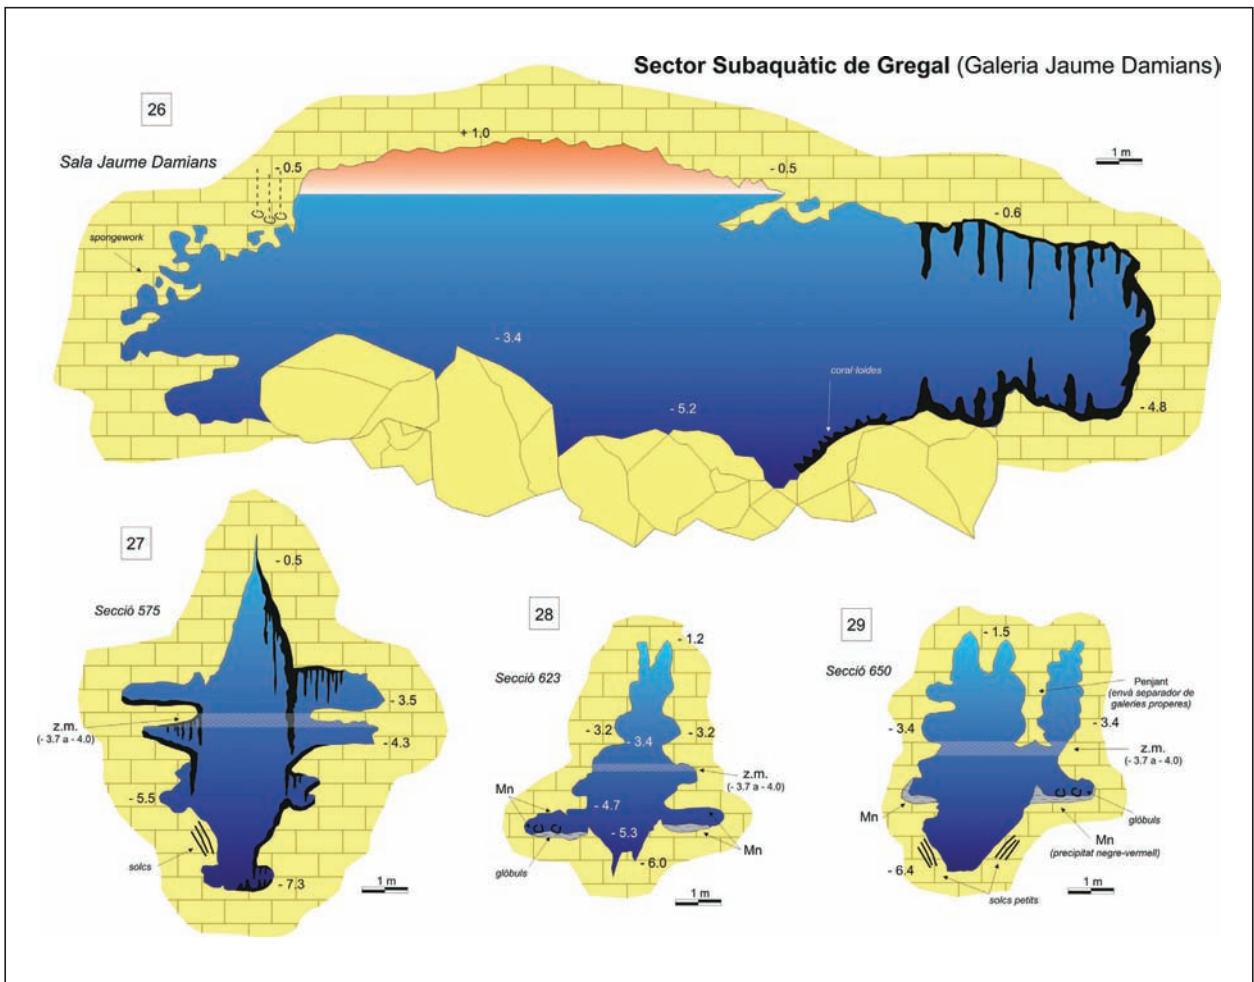 Sector Subaquàtic de Gregal (Galeria Jaume Damians)
26
Sala Jaume Damians
+ 1.0
- 0.5
- 0.5
1 m
- 0.6
spongework
- 3.4
coral·loides
- 5.2
- 4.8
27
Secció 575
- 0.5
- 3.5
z.m.
(- 3.7 a - 4.0)
- 4.3
- 5.5
solcs
- 7.3
1 m
28
Secció 623
- 1.2
- 3.2
- 3.4
- 3.2
z.m.
(- 3.7 a - 4.0)
Mn
- 4.7
- 5.3
Mn
glòbuls
- 6.0
1 m
29
Secció 650
- 1.5
Penjant
(envà separador de
galeries properes)
- 3.4
- 3.4
z.m.
(- 3.7 a - 4.0)
Mn
glòbuls
Mn
(precipitat negre-vermell)
- 6.4
solcs petits
1 m